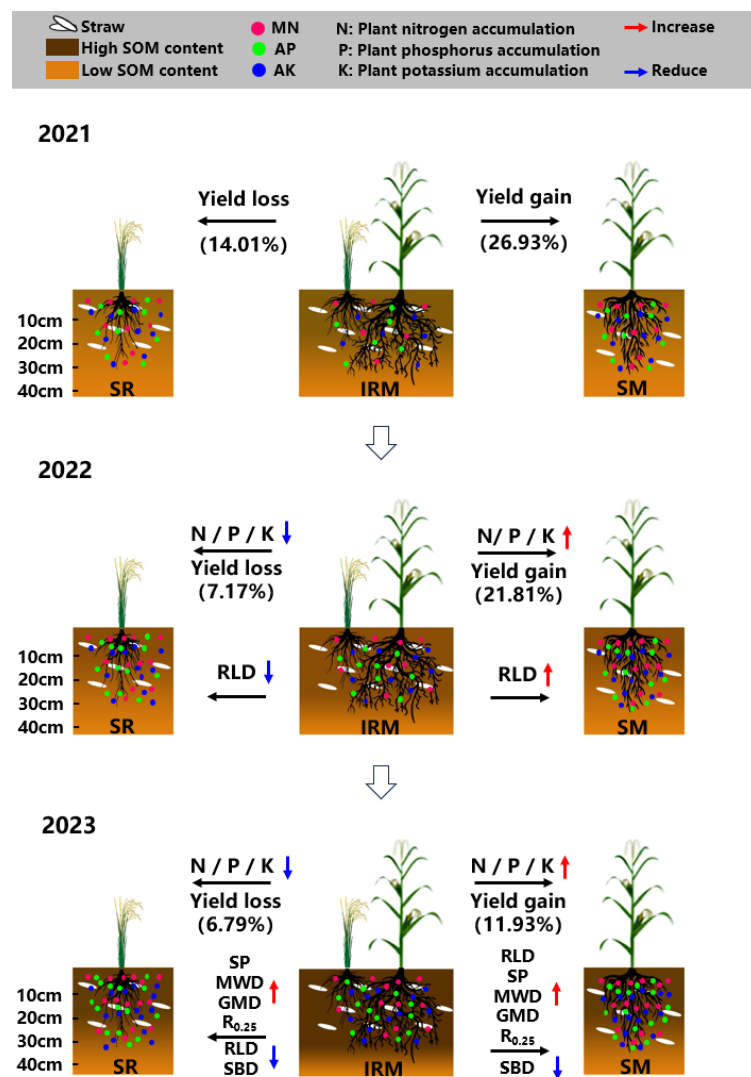 Straw
MN
N: Plant nitrogen accumulation
Increase
High SOM content
AP
P: Plant phosphorus accumulation
Low SOM content
AK
K: Plant potassium accumulation
Reduce
2021
Yield loss
(14.01%)
Yield gain
(26.93%)
10cm
20cm
30cm
40cm
SR
IRM
SM
2022
N / P / K
Yield loss
(7.17%)
N/ P / K
Yield gain
(21.81%)
10cm
20cm
30cm
40cm
RLD
RLD
SR
IRM
SM
2023
N / P / K
Yield loss
(6.79%)
N / P / K
Yield gain
(11.93%)
10cm
20cm
30cm
40cm
SP
MWD
GMD
R0.25
RLD
SBD
RLD
SP
MWD
GMD
R0.25
SBD
SR
IRM
SM